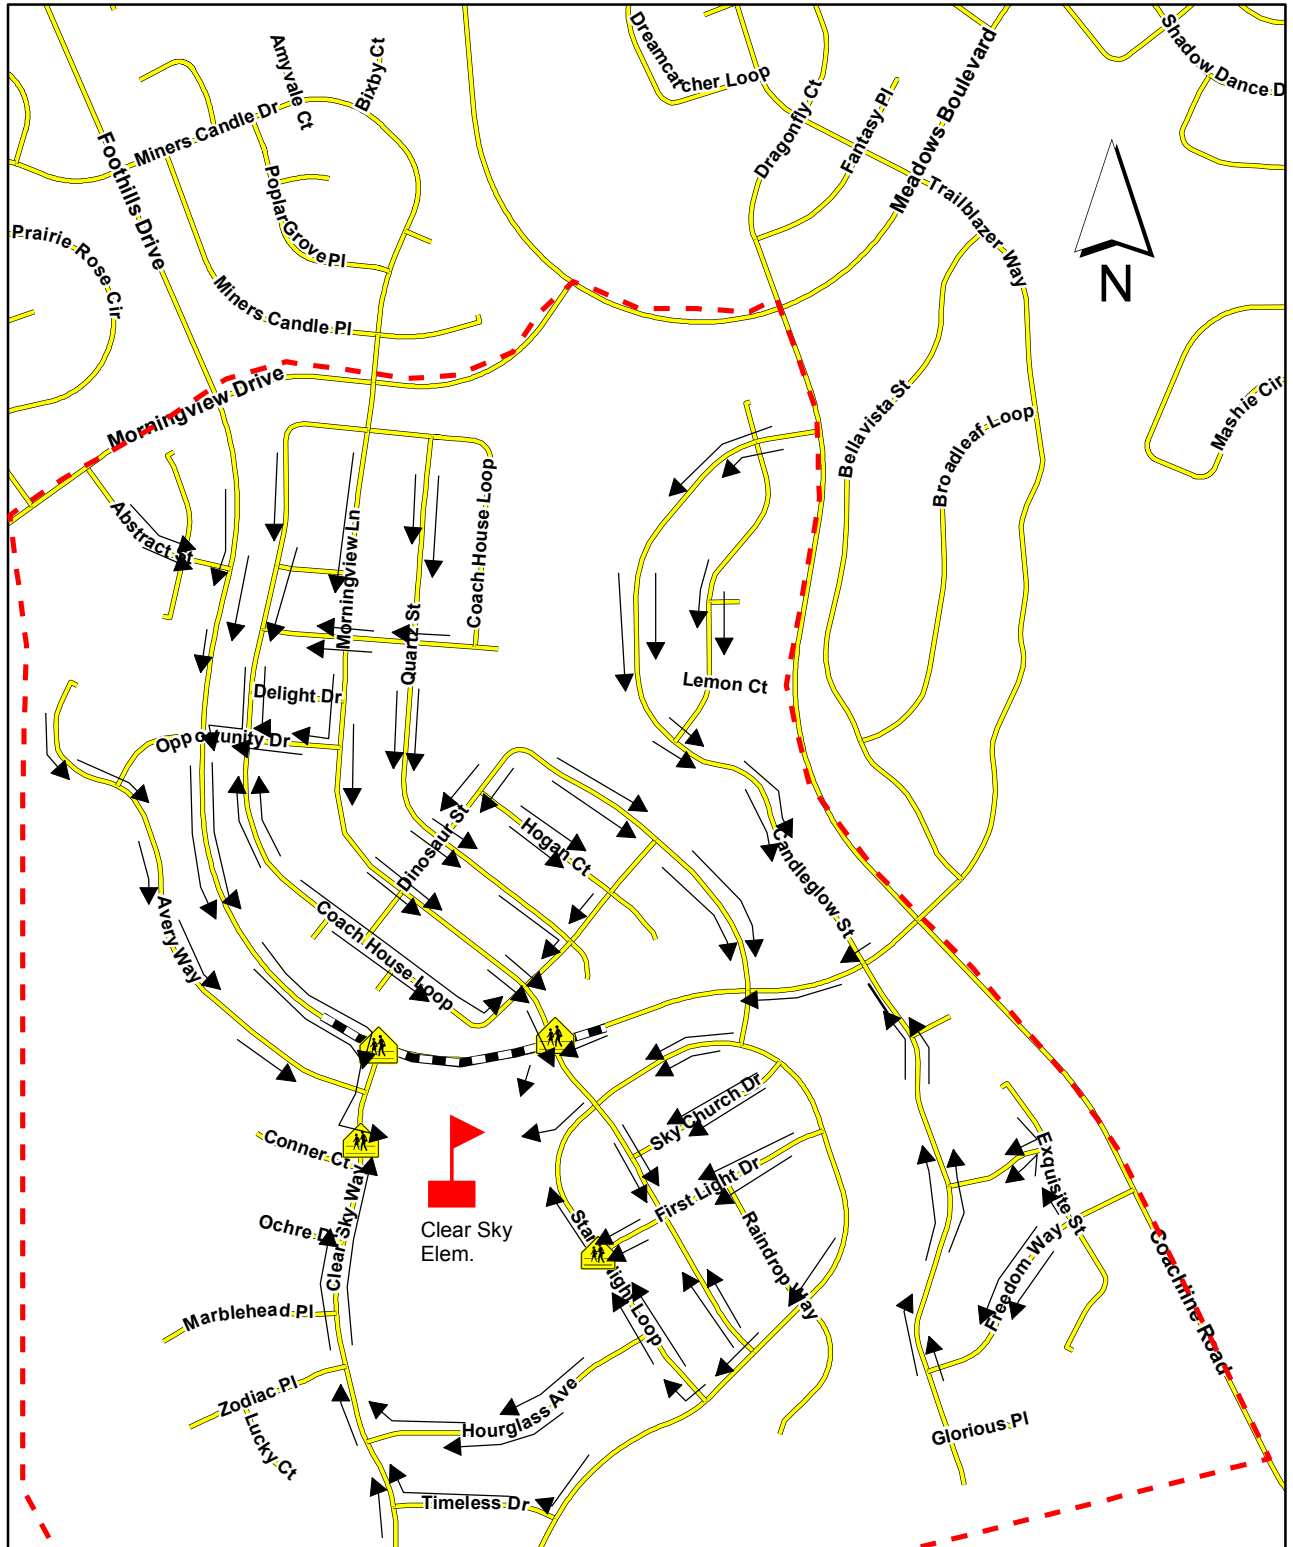 Amyvale
Ct
Bixby Ct
Dreamcatcher Loop
Shadow Dance D
Miners Candle Dr
Foothills Drive
Dragonfly Ct
Fantasy Pl
Meadows Boulevard
Trailblazer Way
Poplar Grove Pl
Prairie Rose Cir
Miners Candle Pl
N
Morningview Drive
Bellavista St
Broadleaf Loop
Mashie Cir
Abstract St
Morningview Ln
Quartz St
Coach House Loop
Delight Dr
Lemon Ct
Opportunity Dr
Dinosaur St
Hogan Ct
Candleglow St
Avery Way
Coach House Loop
Sky Church Dr
Conner Ct
Clear Sky Way
Clear Sky
Elem.
First Light Dr
Exquisite St
Ochre D
Raindrop Way
Freedom Way
Coachline Road
Marblehead Pl
Zodiac Pl
Lucky Ct
Hourglass Ave
Glorious Pl
Timeless Dr